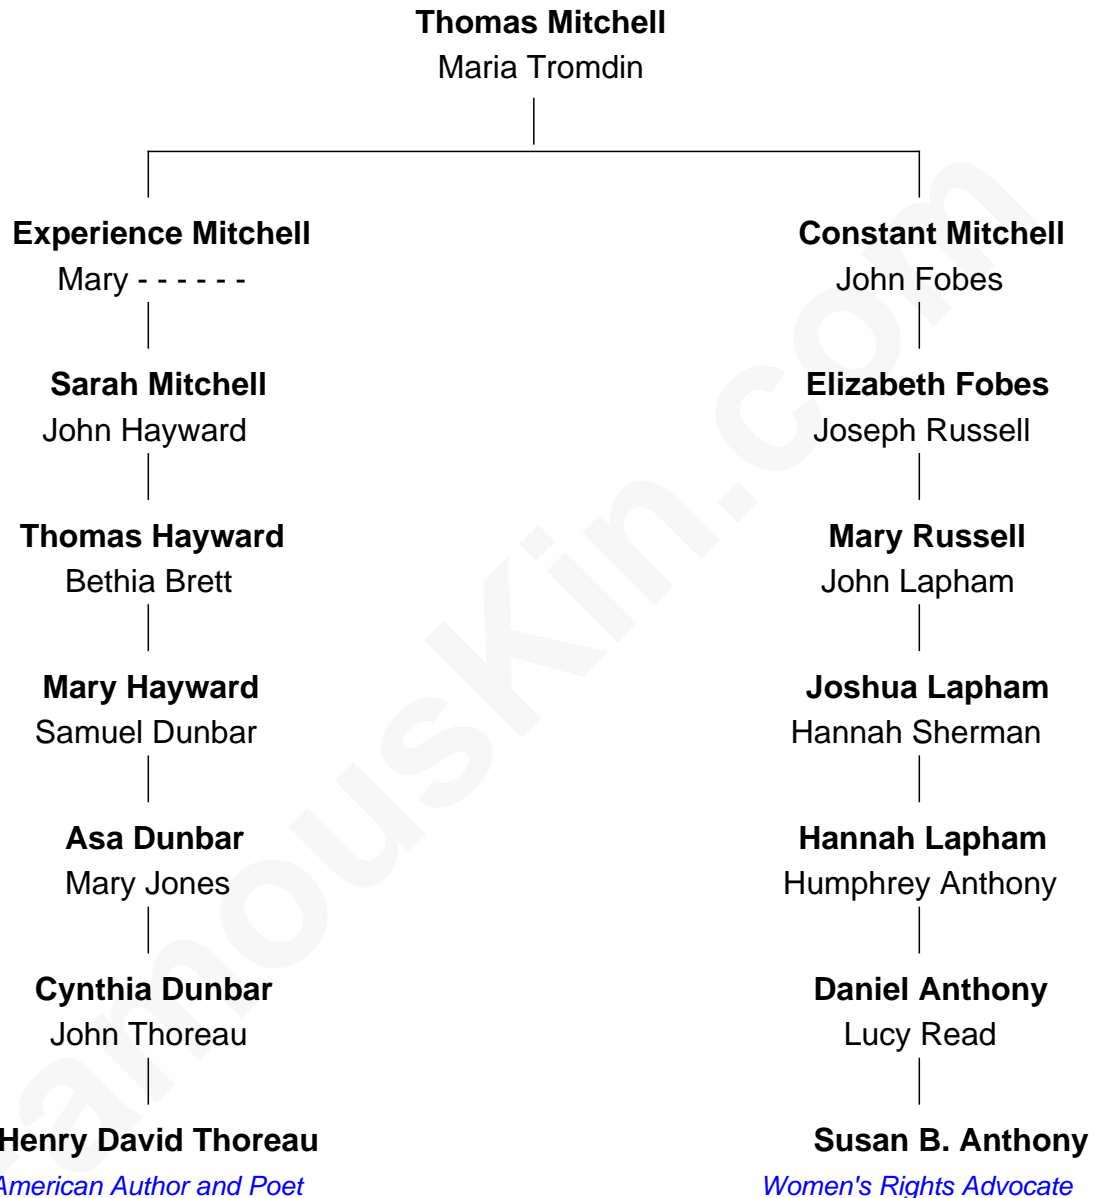 Thomas Mitchell
Maria Tromdin
Experience Mitchell
Mary - - - - - -
Constant Mitchell
John Fobes
Sarah Mitchell
John Hayward
Elizabeth Fobes
Joseph Russell
Thomas Hayward
Bethia Brett
Mary Russell
John Lapham
Mary Hayward
Samuel Dunbar
Joshua Lapham
Hannah Sherman
Asa Dunbar
Mary Jones
Hannah Lapham
Humphrey Anthony
Cynthia Dunbar
John Thoreau
Daniel Anthony
Lucy Read
Henry David Thoreau
American Author and Poet
Susan B. Anthony
Women's Rights Advocate
FamousKin.com